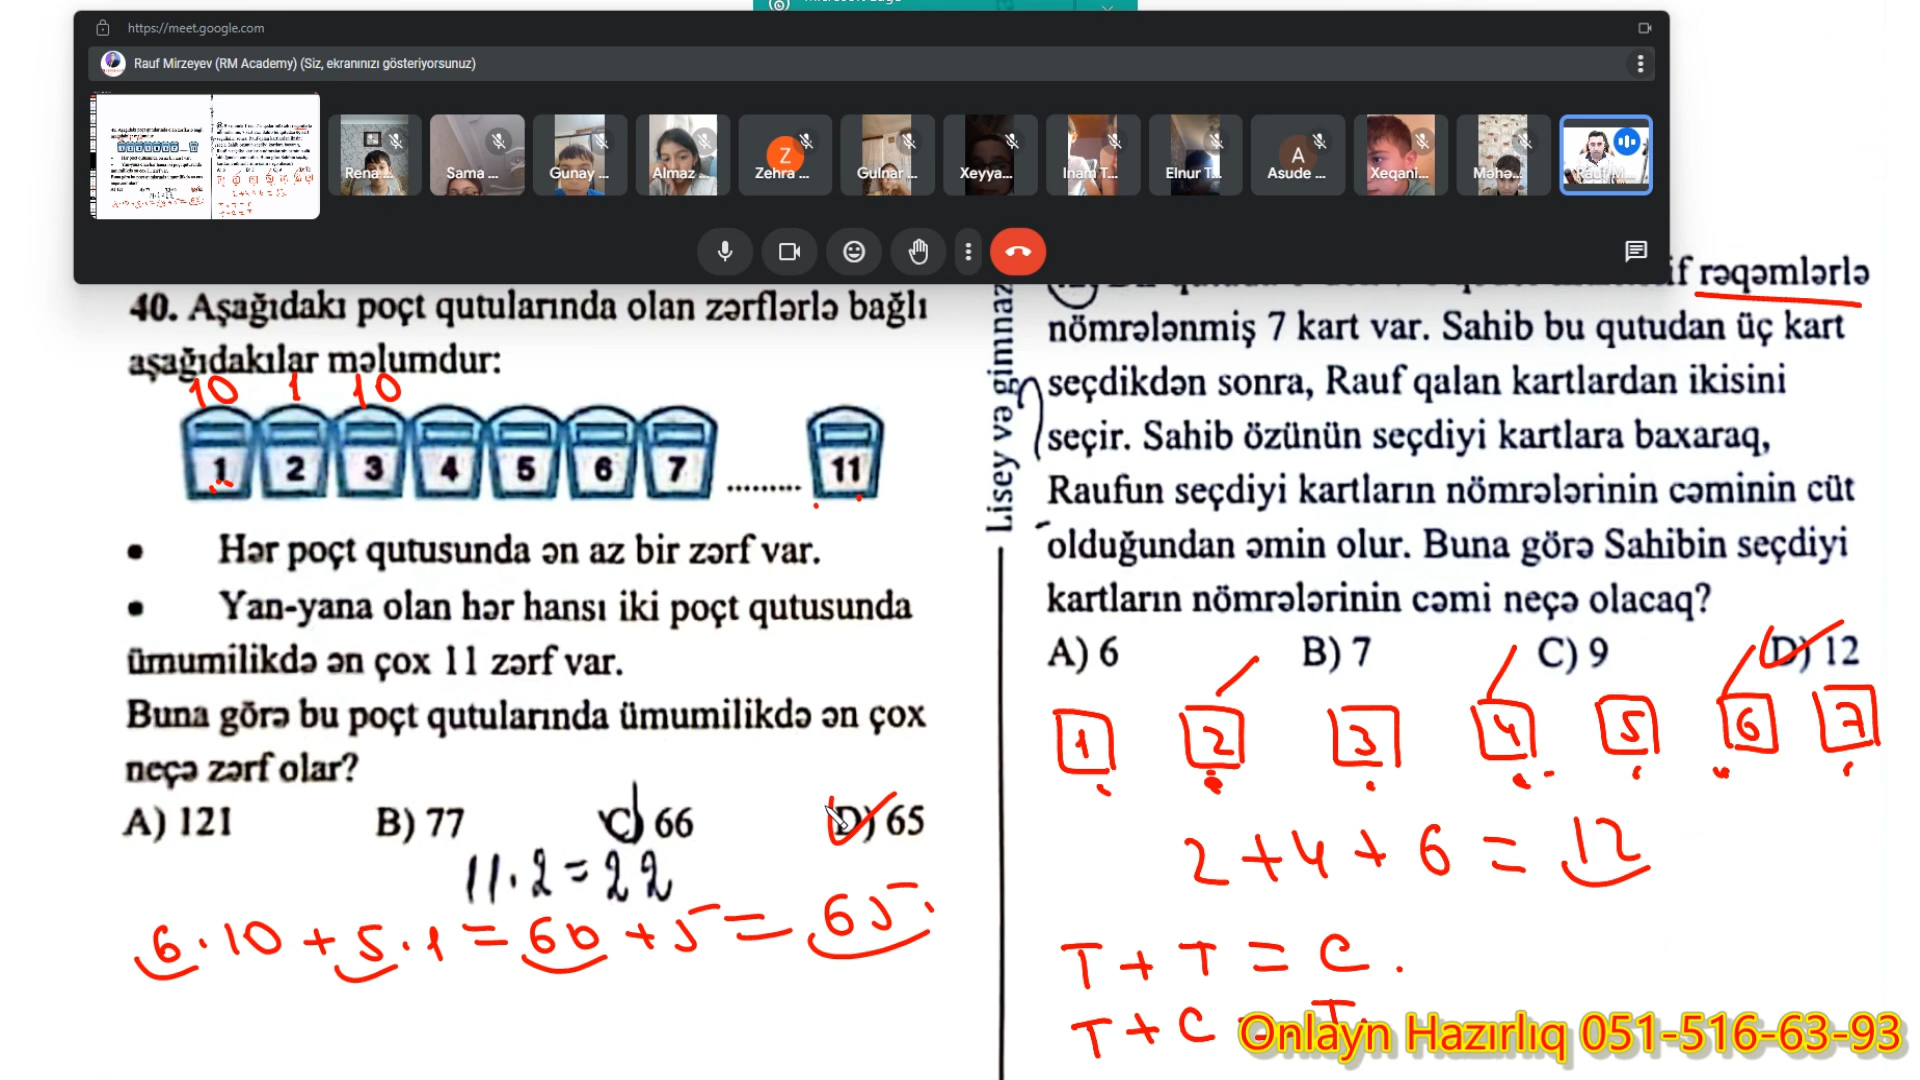 https://meet.google.com
Rauf Mirzeyev (RM Academy) (Siz, ekranınızı gösteriyorsunuz)
Rena...
Sama ...
Gunay ...
Almaz ...
Z
Zehra ...
Gulnar ...
Xeyya...
Inam T...
Elnur T...
A
Asude ...
Xeqani...
Məhə...
Rauf M...
40. Aşağıdakı poçt qutularında olan zərflərlə bağlı
aşağıdakılar məlumdur:
10 1 10
1 2 3 4 5 6 7 ......... 11
• Hər poçt qutusunda ən az bir zərf var.
• Yan-yana olan hər hansı iki poçt qutusunda
ümumilikdə ən çox 11 zərf var.
Buna görə bu poçt qutularında ümumilikdə ən çox
neçə zərf olar?
A) 121 B) 77 C) 66 D) 65
11.2=22
6.10+5.1=60+5=65.
Lisey və gimnaz
rəqəmlərlə
nömrələnmiş 7 kart var. Sahib bu qutudan üç kart
seçdikdən sonra, Rauf qalan kartlardan ikisini
seçir. Sahib özünün seçdiyi kartlara baxaraq,
Raufun seçdiyi kartların nömrələrinin cəminin cüt
olduğundan əmin olur. Buna görə Sahibin seçdiyi
kartların nömrələrinin cəmi neçə olacaq?
A) 6 B) 7 C) 9 D) 12
1 2 3 4 5 6 7
2+4+6=12
T+T=C.
T+C
Onlayn Hazırlıq 051-516-63-93